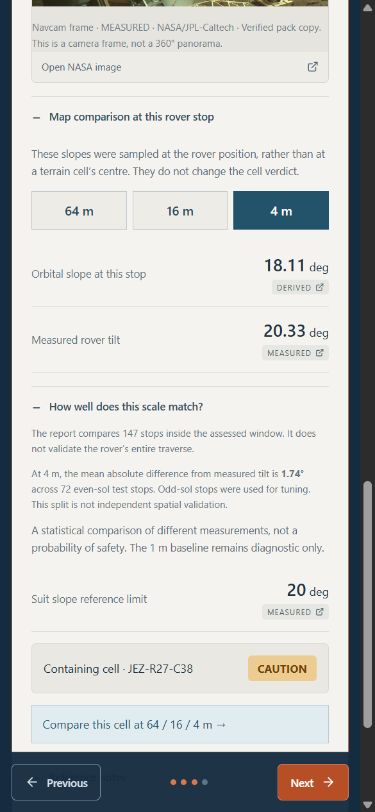 Navcam frame · MEASURED · NASA/JPL-Caltech · Verified pack copy.
This is a camera frame, not a 360° panorama.
Open NASA image
− Map comparison at this rover stop
These slopes were sampled at the rover position, rather than at
a terrain cell's centre. They do not change the cell verdict.
64 m 16 m 4 m
Orbital slope at this stop 18.11 deg
DERIVED
Measured rover tilt 20.33 deg
MEASURED
− How well does this scale match?
The report compares 147 stops inside the assessed window. It does
not validate the rover's entire traverse.
At 4 m, the mean absolute difference from measured tilt is 1.74°
across 72 even-sol test stops. Odd-sol stops were used for tuning.
This split is not independent spatial validation.
A statistical comparison of different measurements, not a
probability of safety. The 1 m baseline remains diagnostic only.
Suit slope reference limit 20 deg
MEASURED
Containing cell · JEZ-R27-C38 CAUTION
Compare this cell at 64 / 16 / 4 m →
← Previous Next →